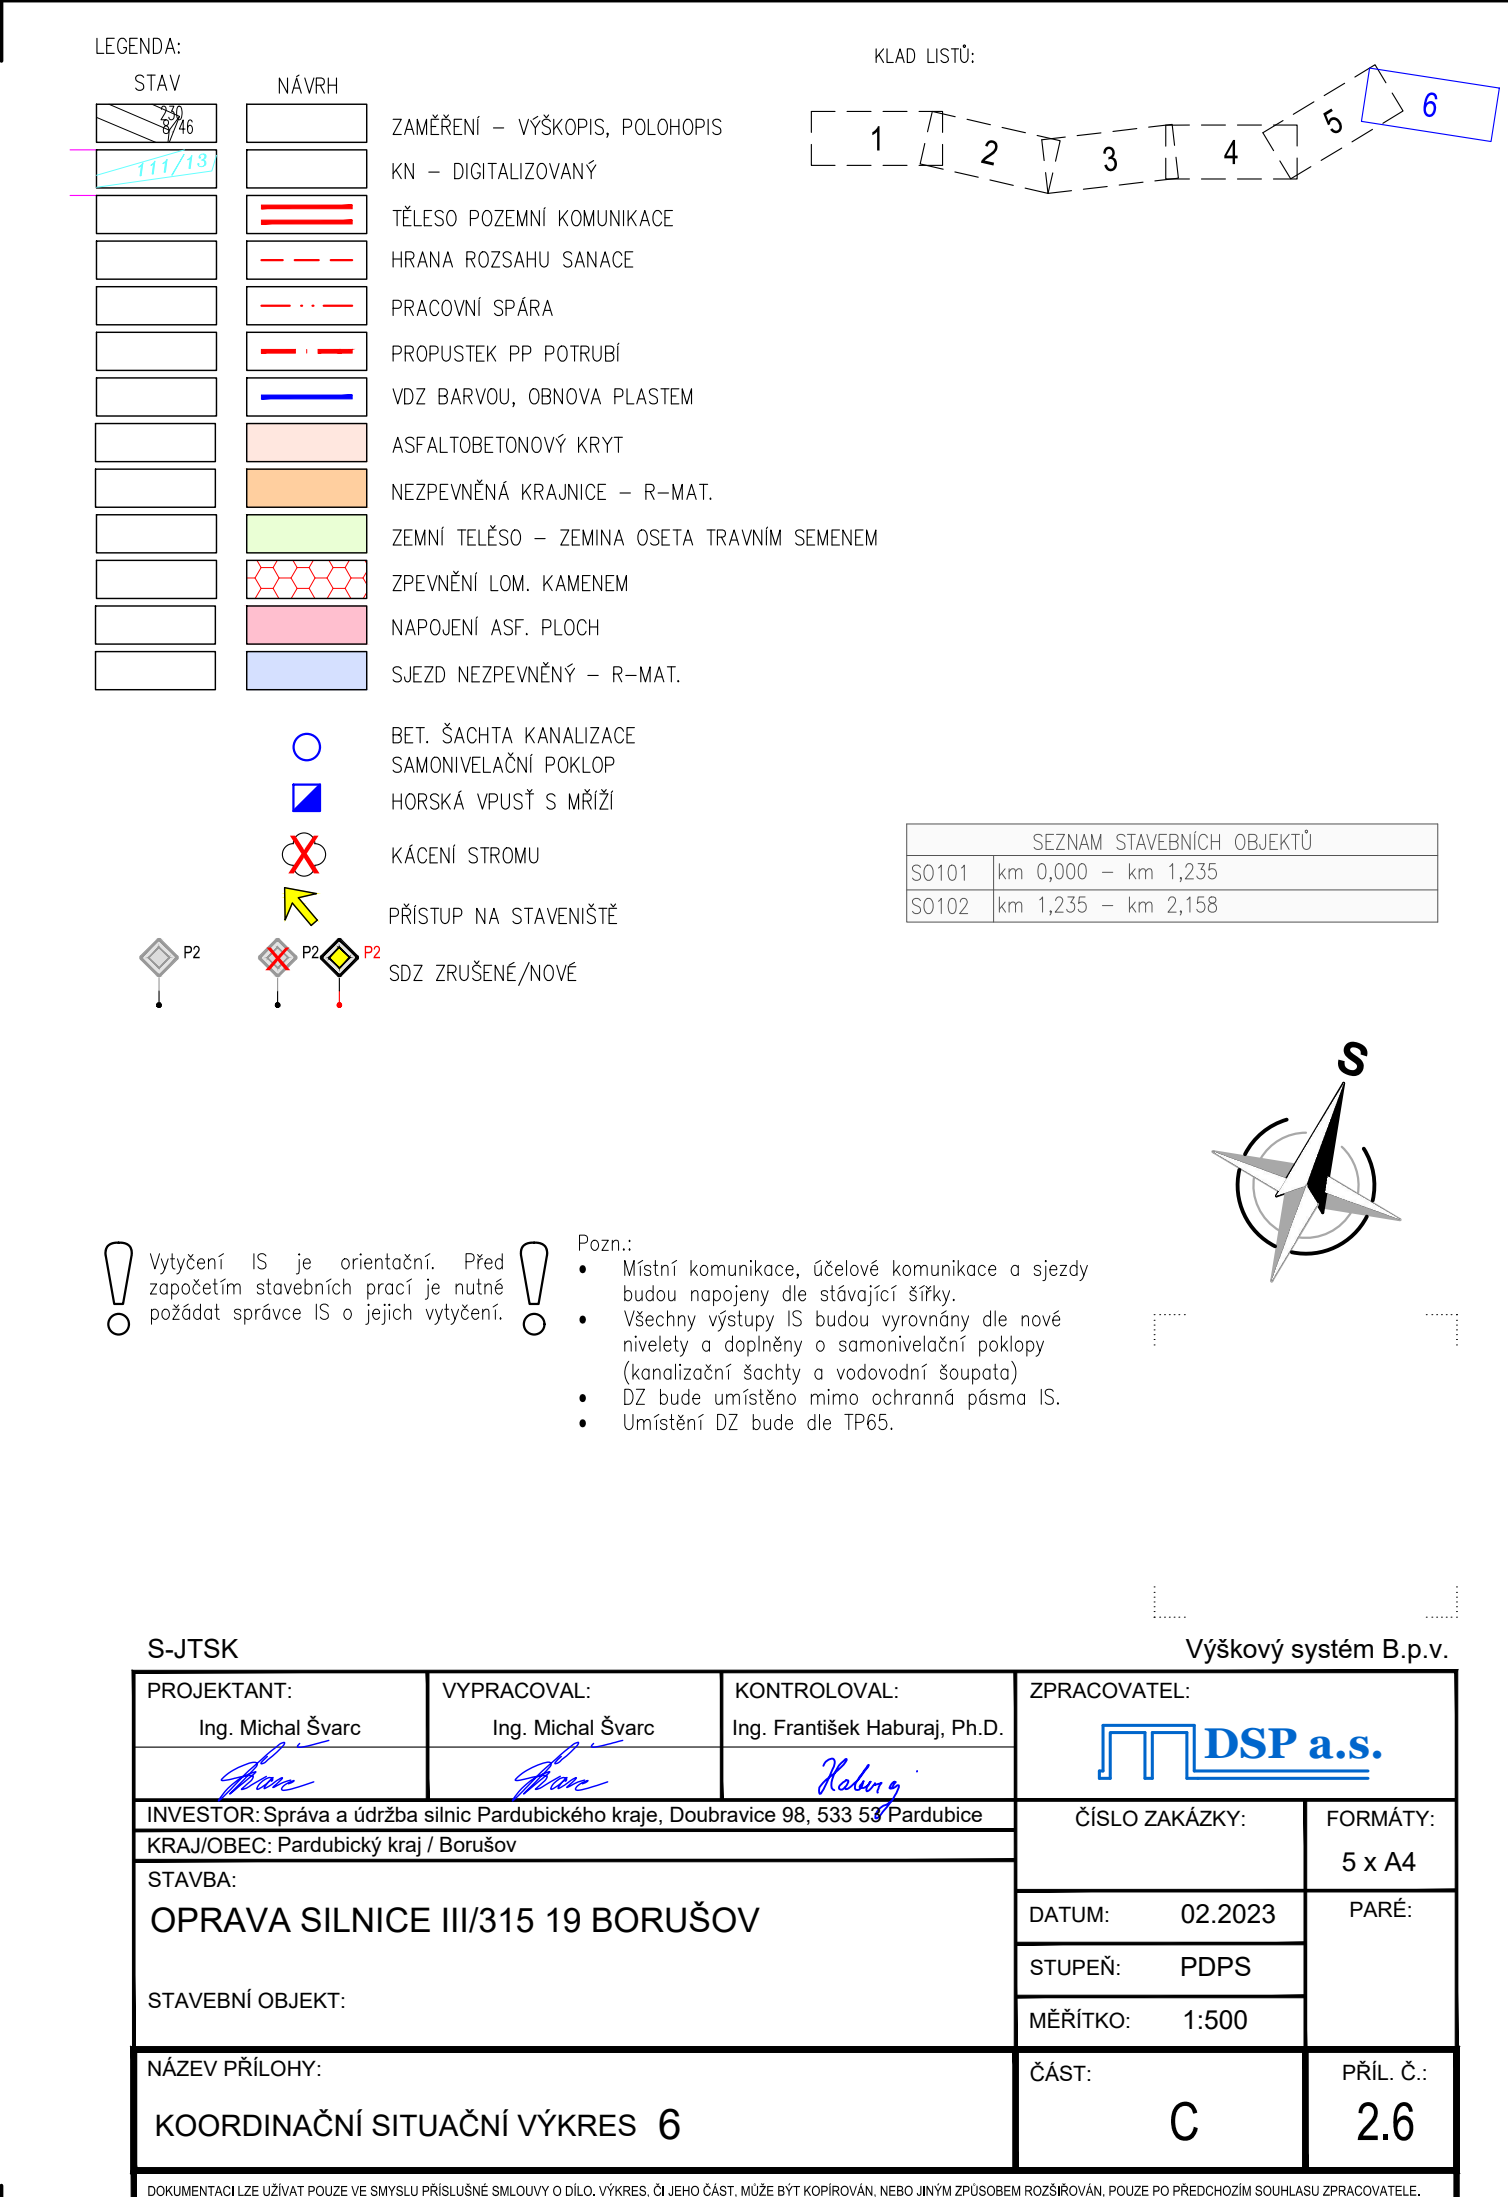 LEGENDA:
STAV
NÁVRH
KLAD LISTŮ:
1 2 3 4 5 6
230
8/46
ZAMĚŘENÍ – VÝŠKOPIS, POLOHOPIS
111/13
KN – DIGITALIZOVANÝ
TĚLESO POZEMNÍ KOMUNIKACE
HRANA ROZSAHU SANACE
PRACOVNÍ SPÁRA
PROPUSTEK PP POTRUBÍ
VDZ BARVOU, OBNOVA PLASTEM
ASFALTOBETONOVÝ KRYT
NEZPEVNĚNÁ KRAJNICE – R–MAT.
ZEMNÍ TELĚSO – ZEMINA OSETA TRAVNÍM SEMENEM
ZPEVNĚNÍ LOM. KAMENEM
NAPOJENÍ ASF. PLOCH
SJEZD NEZPEVNĚNÝ – R–MAT.
BET. ŠACHTA KANALIZACE
SAMONIVELAČNÍ POKLOP
HORSKÁ VPUSŤ S MŘÍŽÍ
KÁCENÍ STROMU
PŘÍSTUP NA STAVENIŠTĚ
P2 P2 P2
SDZ ZRUŠENÉ/NOVÉ
SEZNAM STAVEBNÍCH OBJEKTŮ
SO101 km 0,000 – km 1,235
SO102 km 1,235 – km 2,158
S
Vytyčení IS je orientační. Před
započetím stavebních prací je nutné
požádat správce IS o jejich vytyčení.
Pozn.:
• Místní komunikace, účelové komunikace a sjezdy
budou napojeny dle stávající šířky.
• Všechny výstupy IS budou vyrovnány dle nové
nivelety a doplněny o samonivelační poklopy
(kanalizační šachty a vodovodní šoupata)
• DZ bude umístěno mimo ochranná pásma IS.
• Umístění DZ bude dle TP65.
S-JTSK
Výškový systém B.p.v.
PROJEKTANT:
Ing. Michal Švarc
VYPRACOVAL:
Ing. Michal Švarc
KONTROLOVAL:
Ing. František Haburaj, Ph.D.
ZPRACOVATEL:
DSP a.s.
INVESTOR: Správa a údržba silnic Pardubického kraje, Doubravice 98, 533 53 Pardubice
KRAJ/OBEC: Pardubický kraj / Borušov
STAVBA:
OPRAVA SILNICE III/315 19 BORUŠOV
STAVEBNÍ OBJEKT:
ČÍSLO ZAKÁZKY:
FORMÁTY:
5 x A4
DATUM: 02.2023
PARÉ:
STUPEŇ: PDPS
MĚŘÍTKO: 1:500
NÁZEV PŘÍLOHY:
KOORDINAČNÍ SITUAČNÍ VÝKRES 6
ČÁST:
C
PŘÍL. Č.:
2.6
DOKUMENTACI LZE UŽÍVAT POUZE VE SMYSLU PŘÍSLUŠNÉ SMLOUVY O DÍLO. VÝKRES, ČI JEHO ČÁST, MŮŽE BÝT KOPÍROVÁN, NEBO JINÝM ZPŮSOBEM ROZŠIŘOVÁN, POUZE PO PŘEDCHOZÍM SOUHLASU ZPRACOVATELE.